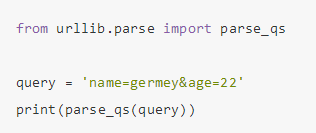 from urllib.parse import parse_qs
query = 'name=germey&age=22'
print(parse_qs(query))